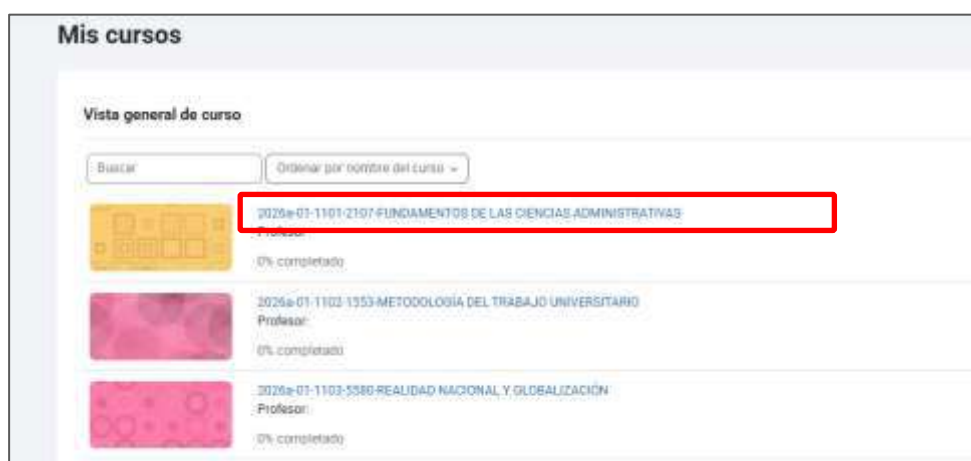 Mis cursos
Vista general de curso
Buscar
Ordenar por nombre del curso
2026a-01-1101-2107-FUNDAMENTOS DE LAS CIENCIAS ADMINISTRATIVAS
Profesor:
0% completado
2026a-01-1102-1553-METODOLOGÍA DEL TRABAJO UNIVERSITARIO
Profesor:
0% completado
2026a-01-1103-5580-REALIDAD NACIONAL Y GLOBALIZACIÓN
Profesor:
0% completado